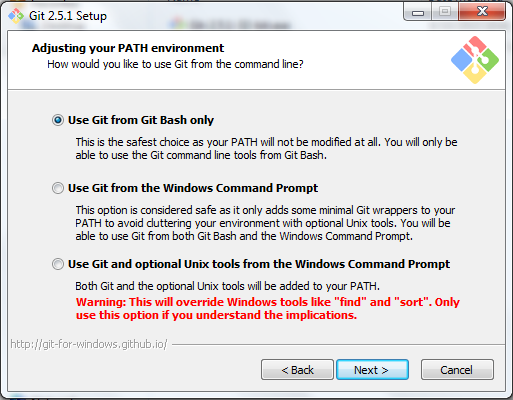 Git 2.5.1 Setup
Adjusting your PATH environment
How would you like to use Git from the command line?
Use Git from Git Bash only
This is the safest choice as your PATH will not be modified at all. You will only be
able to use the Git command line tools from Git Bash.
Use Git from the Windows Command Prompt
This option is considered safe as it only adds some minimal Git wrappers to your
PATH to avoid cluttering your environment with optional Unix tools. You will be
able to use Git from both Git Bash and the Windows Command Prompt.
Use Git and optional Unix tools from the Windows Command Prompt
Both Git and the optional Unix tools will be added to your PATH.
Warning: This will override Windows tools like "find" and "sort". Only
use this option if you understand the implications.
http://git-for-windows.github.io/
< Back
Next >
Cancel